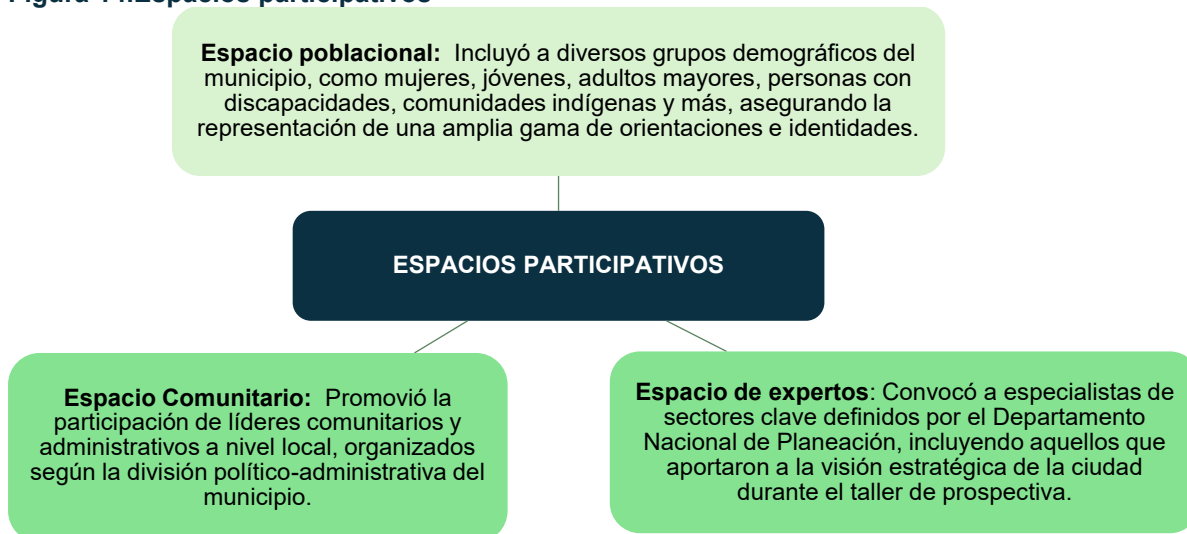 Espacio poblacional: Incluyó a diversos grupos demográficos del
municipio, como mujeres, jóvenes, adultos mayores, personas con
discapacidades, comunidades indígenas y más, asegurando la
representación de una amplia gama de orientaciones e identidades.
ESPACIOS PARTICIPATIVOS
Espacio Comunitario: Promovió la
participación de líderes comunitarios y
administrativos a nivel local, organizados
según la división político-administrativa del
municipio.
Espacio de expertos: Convocó a especialistas de
sectores clave definidos por el Departamento
Nacional de Planeación, incluyendo aquellos que
aportaron a la visión estratégica de la ciudad
durante el taller de prospectiva.